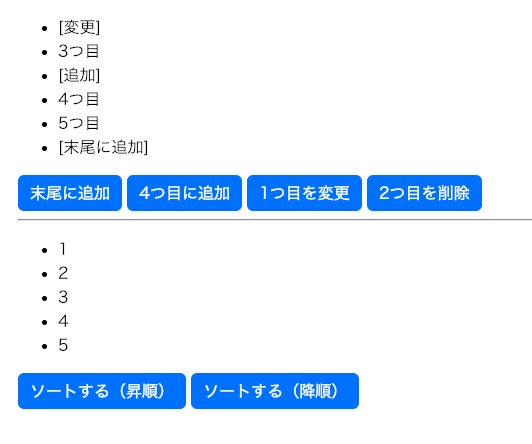 [変更]
3つ目
[追加]
4つ目
5つ目
[末尾に追加]
末尾に追加 4つ目に追加 1つ目を変更 2つ目を削除
1
2
3
4
5
ソートする（昇順） ソートする（降順）